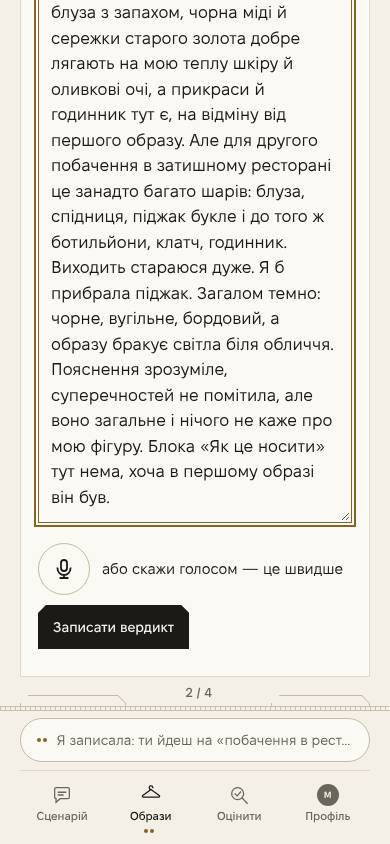 блуза з запахом, чорна міді й
сережки старого золота добре
лягають на мою теплу шкіру й
оливкові очі, а прикраси й
годинник тут є, на відміну від
першого образу. Але для другого
побачення в затишному ресторані
це занадто багато шарів: блуза,
спідниця, піджак букле і до того ж
ботильйони, клатч, годинник.
Виходить стараюся дуже. Я б
прибрала піджак. Загалом темно:
чорне, вугільне, бордовий, а
образу бракує світла біля обличчя.
Пояснення зрозуміле,
суперечностей не помітила, але
воно загальне і нічого не каже про
мою фігуру. Блока «Як це носити»
тут нема, хоча в першому образі
він був.
або скажи голосом — це швидше
Записати вердикт
2 / 4
Я записала: ти йдеш на «побачення в рест...
Сценарій
Образи
Оцінити
М
Профіль